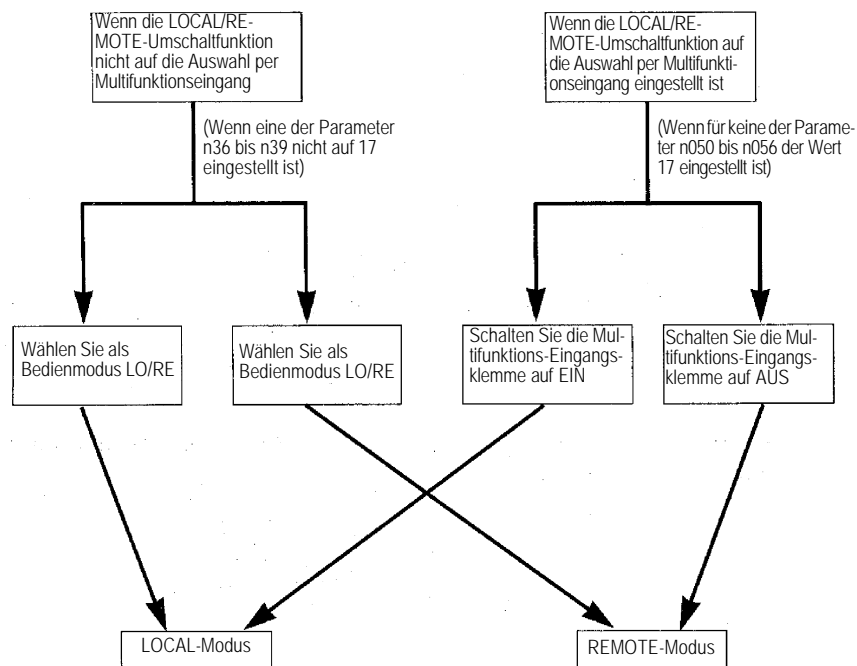 Wenn die LOCAL/RE-
MOTE-Umschaltfunktion
nicht auf die Auswahl per
Multifunktionseingang
Wenn die LOCAL/RE-
MOTE-Umschaltfunktion auf
die Auswahl per Multifunkti-
onseingang eingestellt ist
(Wenn eine der Parameter
n36 bis n39 nicht auf 17
eingestellt ist)
(Wenn für keine der Parame-
ter n050 bis n056 der Wert
17 eingestellt ist)
Wählen Sie als
Bedienmodus LO/RE
Wählen Sie als
Bedienmodus LO/RE
Schalten Sie die Mul-
tifunktions-Eingangs-
klemme auf EIN
Schalten Sie die Mul-
tifunktions-Eingangs-
klemme auf AUS
LOCAL-Modus
REMOTE-Modus